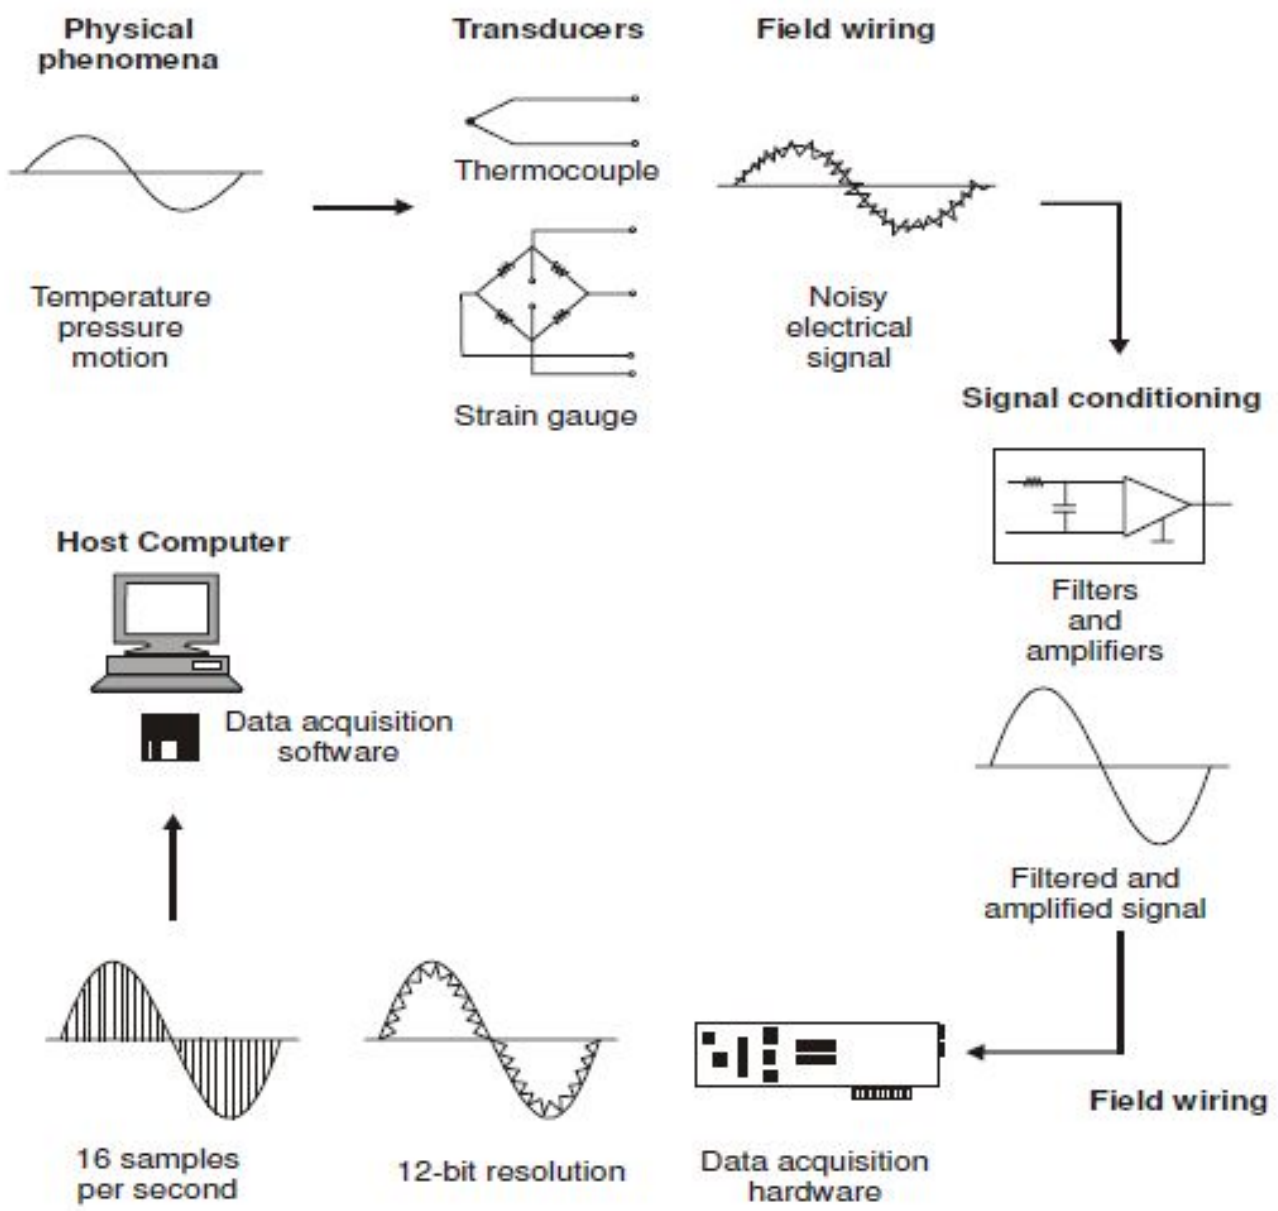 Physical
phenomena
Transducers
Field wiring
Thermocouple
Temperature
pressure
motion
Strain gauge
Noisy
electrical
signal
Signal conditioning
Filters
and
amplifiers
Host Computer
Data acquisition
software
Filtered and
amplified signal
Field wiring
16 samples
per second
12-bit resolution
Data acquisition
hardware